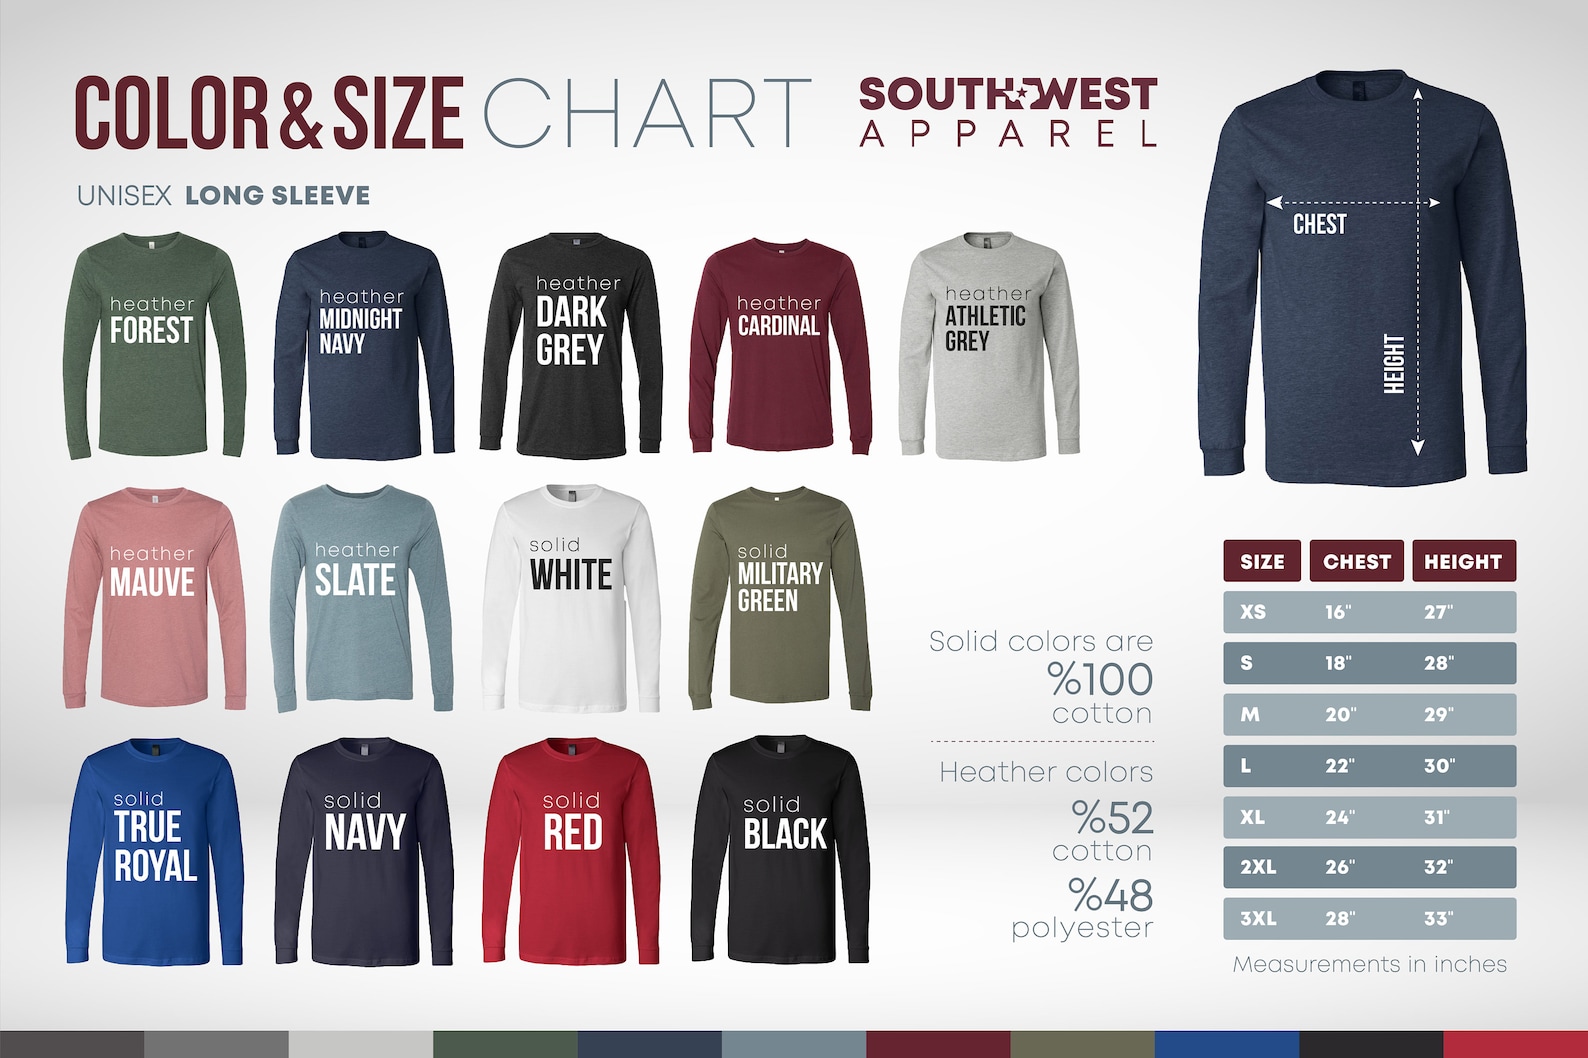 COLOR & SIZE CHART
SOUTHWEST
APPAREL
UNISEX LONG SLEEVE
heather
FOREST
heather
MIDNIGHT
NAVY
heather
DARK
GREY
heather
CARDINAL
heather
ATHLETIC
GREY
CHEST
HEIGHT
heather
MAUVE
heather
SLATE
solid
WHITE
solid
MILITARY
GREEN
solid
TRUE
ROYAL
solid
NAVY
solid
RED
solid
BLACK
Solid colors are
%100
cotton
Heather colors
%52
cotton
%48
polyester
SIZE CHEST HEIGHT
XS 16" 27"
S 18" 28"
M 20" 29"
L 22" 30"
XL 24" 31"
2XL 26" 32"
3XL 28" 33"
Measurements in inches